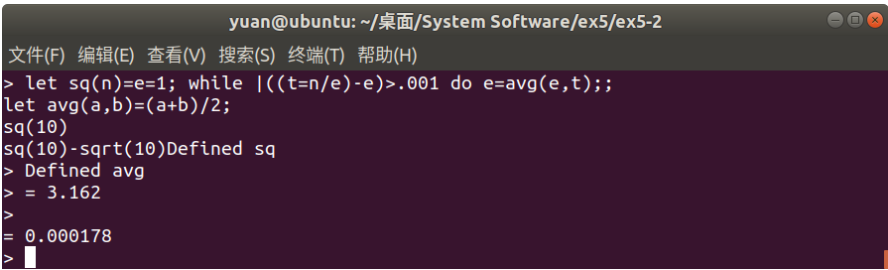 yuan@ubuntu: ~/桌面/System Software/ex5/ex5-2
文件(F) 编辑(E) 查看(V) 搜索(S) 终端(T) 帮助(H)
> let sq(n)=e=1; while |((t=n/e)-e)>.001 do e=avg(e,t);;
let avg(a,b)=(a+b)/2;
sq(10)
sq(10)-sqrt(10)Defined sq
> Defined avg
> = 3.162
>
= 0.000178
>